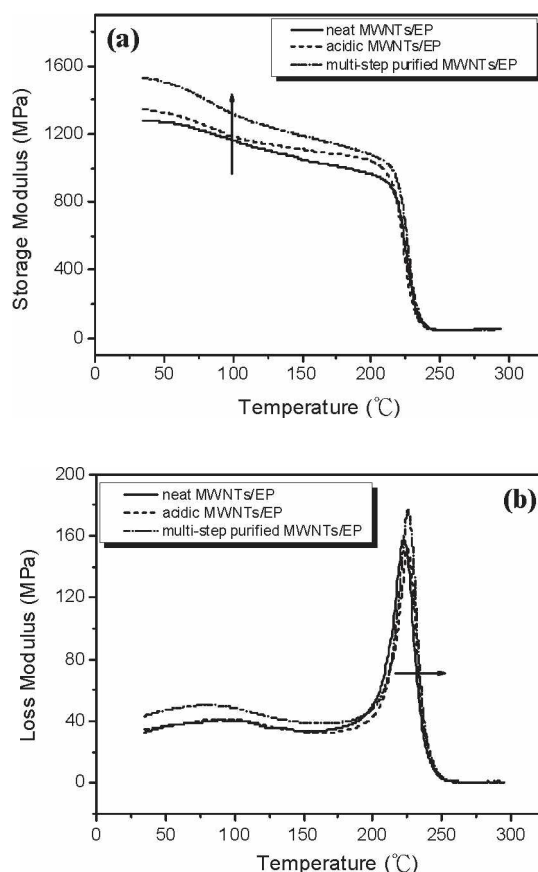 (a)
neat MWNTs/EP
acidic MWNTs/EP
multi-step purified MWNTs/EP
1600
1200
800
400
0
Storage Modulus (MPa)
0 50 100 150 200 250 300
Temperature (℃)
(b)
neat MWNTs/EP
acidic MWNTs/EP
multi-step purified MWNTs/EP
200
160
120
80
40
0
Loss Modulus (MPa)
0 50 100 150 200 250 300
Temperature (℃)